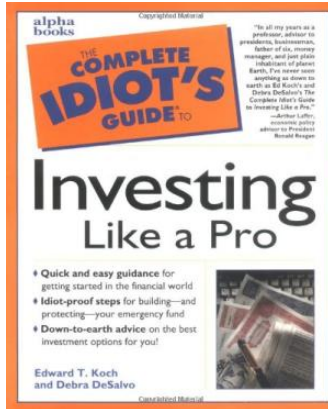 Copyrighted Material
alpha
books
THE
COMPLETE
IDIOT'S
GUIDE TO
"In all my years as a
professor, advisor to
presidents, businessman,
father of six, money
manager, and just plain
inhabitant of planet
Earth, I've never seen
anything as down to
earth as Ed Koch's and
Debra DeSalvo's The
Complete Idiot's Guide
to Investing Like a Pro."
—Arthur Laffer,
economic policy
advisor to President
Ronald Reagan
Investing
Like a Pro
Quick and easy guidance for
getting started in the financial world
Idiot-proof steps for building—and
protecting—your emergency fund
Down-to-earth advice on the best
investment options for you!
Edward T. Koch
and Debra DeSalvo
Copyrighted Material